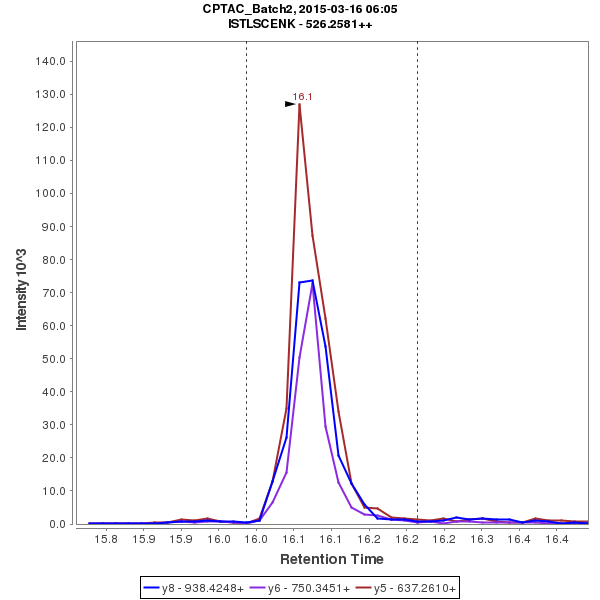 CPTAC_Batch2, 2015-03-16 06:05
ISTLSCENK - 526.2581++
140.0
130.0
120.0
110.0
100.0
90.0
80.0
70.0
60.0
50.0
40.0
30.0
20.0
10.0
0.0
Intensity 10^3
16.1
15.8 15.9 15.9 16.0 16.0 16.1 16.1 16.2 16.2 16.2 16.3 16.4 16.4
Retention Time
y8 - 938.4248+ y6 - 750.3451+ y5 - 637.2610+